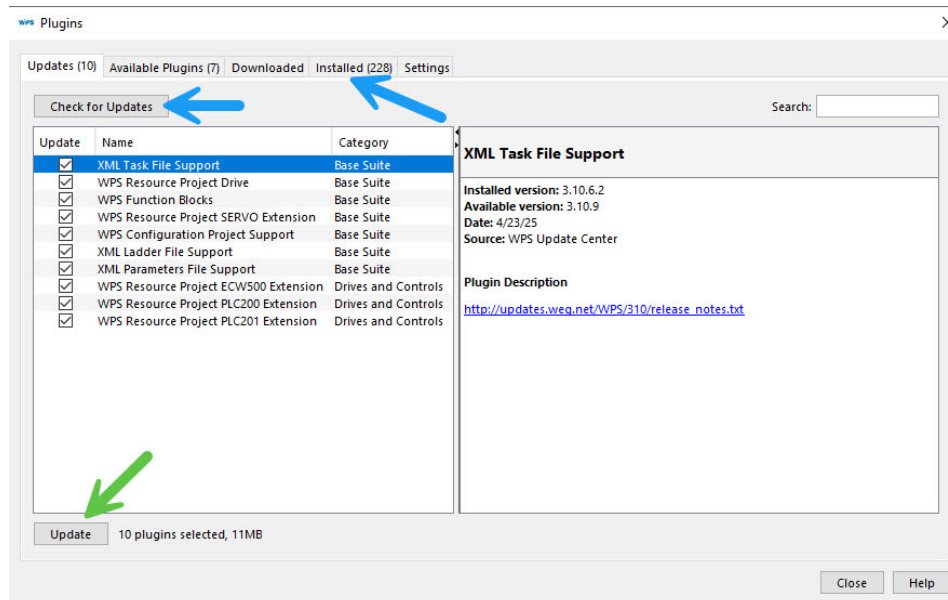 WPS Plugins
Updates (10) Available Plugins (7) Downloaded Installed (228) Settings
Check for Updates
Search:
Update Name Category
XML Task File Support Base Suite
WPS Resource Project Drive Base Suite
WPS Function Blocks Base Suite
WPS Resource Project SERVO Extension Base Suite
WPS Configuration Project Support Base Suite
XML Ladder File Support Base Suite
XML Parameters File Support Base Suite
WPS Resource Project ECW500 Extension Drives and Controls
WPS Resource Project PLC200 Extension Drives and Controls
WPS Resource Project PLC201 Extension Drives and Controls
XML Task File Support
Installed version: 3.10.6.2
Available version: 3.10.9
Date: 4/23/25
Source: WPS Update Center
Plugin Description
http://updates.weg.net/WPS/310/release_notes.txt
Update 10 plugins selected, 11MB
Close Help